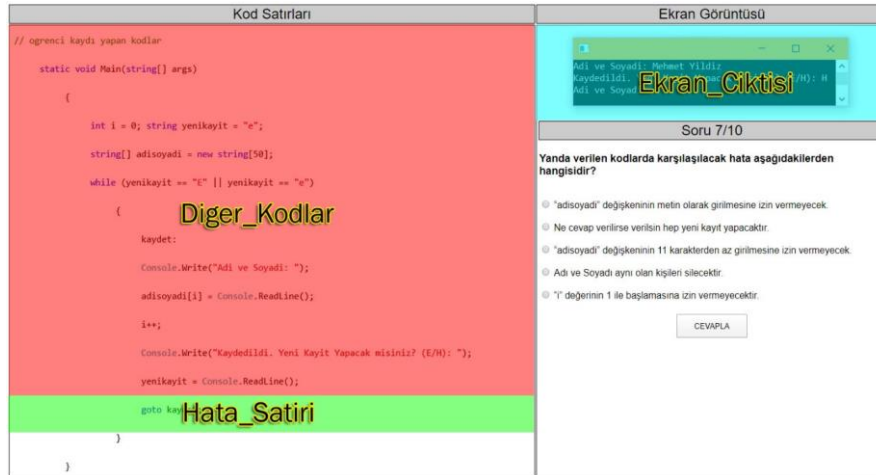 Kod Satırları
// ogrenci kaydı yapan kodlar
static void Main(string[] args)
{
int i = 0; string yenikayit = "e";
string[] adisoyadi = new string[50];
while (yenikayit == "E" || yenikayit == "e")
{
Diger_Kodlar
kaydet:
Console.Write("Adi ve Soyadi: ");
adisoyadi[i] = Console.ReadLine();
i++;
Console.Write("Kaydedildi. Yeni Kayit Yapacak misiniz? (E/H): ");
yenikayit = Console.ReadLine();
goto
Hata_Satiri
}
}
Ekran Görüntüsü
Adi ve Soyadi: Mehmet Yildiz
Kaydedildi. (E/H): H
Adi ve Soyad
Ekran_Ciktisi
Soru 7/10
Yanda verilen kodlarda karşılaşılacak hata aşağıdakilerden
hangisidir?
"adisoyadi" değişkeninin metin olarak girilmesine izin vermeyecek.
Ne cevap verilirse verilsin hep yeni kayıt yapacaktır.
"adisoyadi" değişkeninin 11 karakterden az girilmesine izin vermeyecek.
Adı ve Soyadı aynı olan kişileri silecektir.
"i" değerinin 1 ile başlamasına izin vermeyecektir.
CEVAPLA